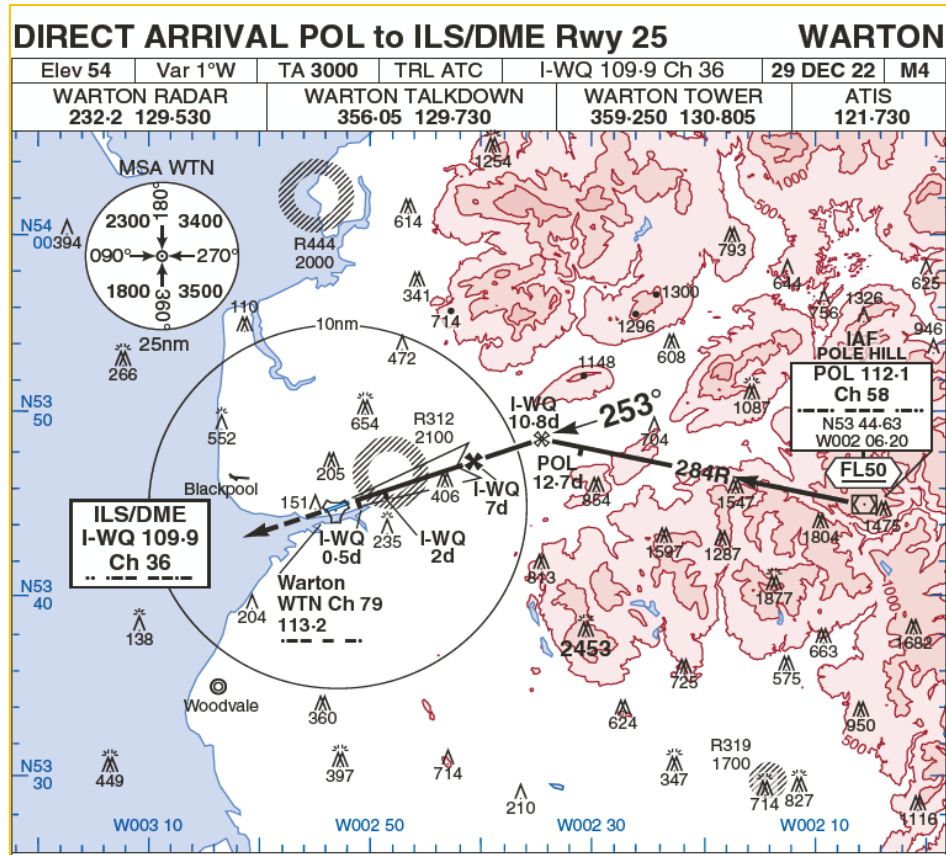 DIRECT ARRIVAL POL to ILS/DME Rwy 25 WARTON
Elev 54 Var 1°W TA 3000 TRL ATC I-WQ 109·9 Ch 36 29 DEC 22 M4
WARTON RADAR
232·2 129·530
WARTON TALKDOWN
356·05 129·730
WARTON TOWER
359·250 130·805
ATIS
121·730
MSA WTN
180°
2300 3400
090° 270°
1800 3500
360°
25nm
N54
00
394
R444
2000
1254
614
341
714
1000
500
793
644
756
1326
625
946
1300
1296
608
110
266
10nm
472
1148
IAF
POLE HILL
POL 112·1
Ch 58
N53 44·63
W002 06·20
FL50
N53
50
552
654
R312
2100
I-WQ
10·8d
253°
704
1087
205
Blackpool
151
406
I-WQ
7d
POL
12·7d
854
284R
1547
1475
1804
ILS/DME
I-WQ 109·9
Ch 36
I-WQ
0·5d
235
I-WQ
2d
1597
1287
813
N53
40
Warton
WTN Ch 79
113·2
204
138
1877
2453
663
1682
Woodvale
725
575
360
624
950
500
N53
30
449
397
714
210
347
R319
1700
714
827
1116
W003 10
W002 50
W002 30
W002 10